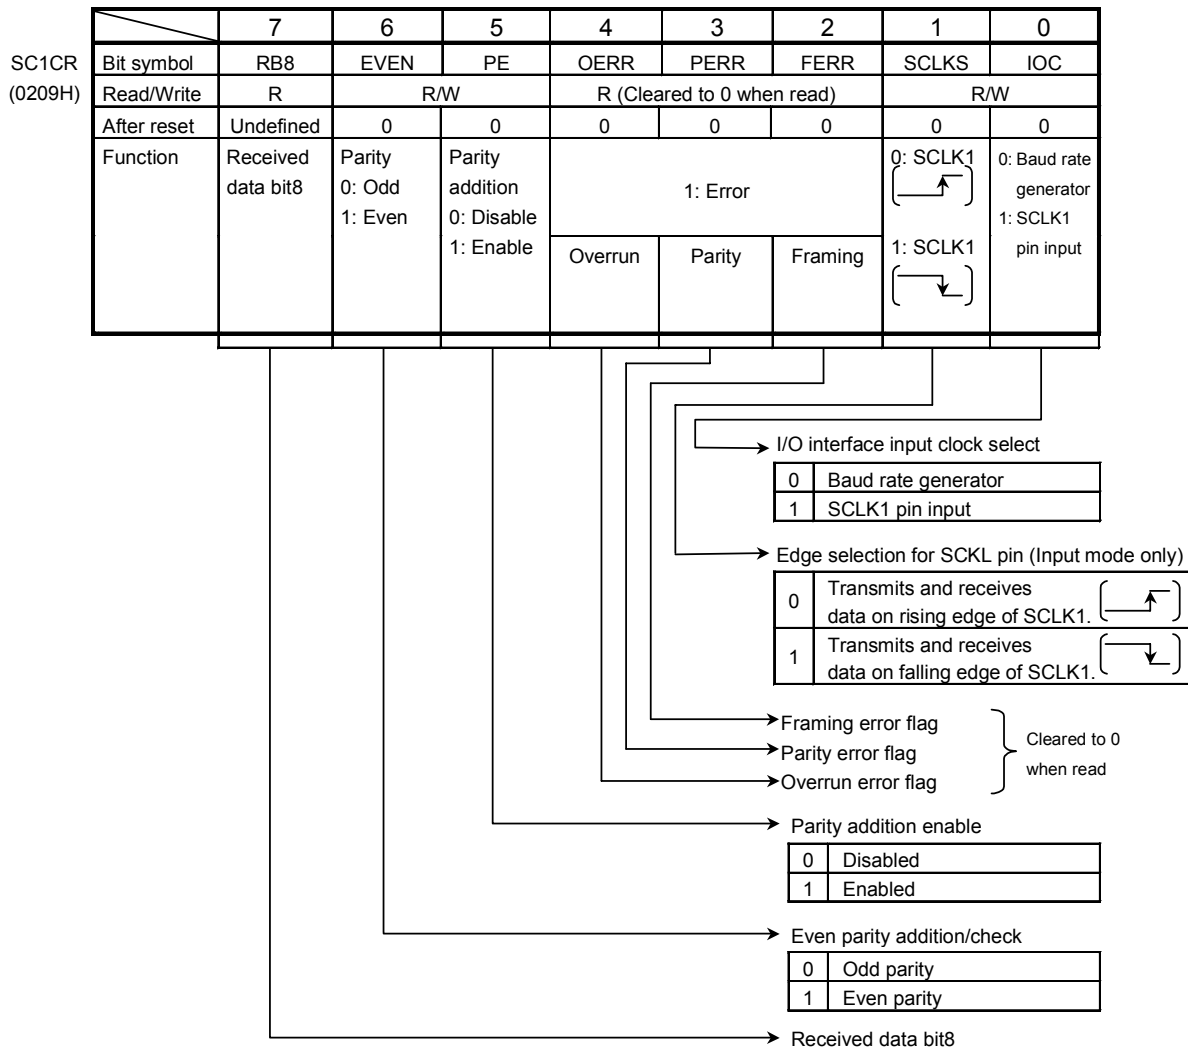 7 6 5 4 3 2 1 0
SC1CR Bit symbol RB8 EVEN PE OERR PERR FERR SCLKS IOC
(0209H) Read/Write R R/W R (Cleared to 0 when read) R/W
After reset Undefined 0 0 0 0 0 0 0
Function Received Parity Parity 0: SCLK1 0: Baud rate
data bit8 0: Odd addition 1: Error generator
1: Even 0: Disable 1: SCLK1
1: Enable Overrun Parity Framing 1: SCLK1 pin input
I/O interface input clock select
0 Baud rate generator
1 SCLK1 pin input
Edge selection for SCKL pin (Input mode only)
0 Transmits and receives
data on rising edge of SCLK1.
1 Transmits and receives
data on falling edge of SCLK1.
Framing error flag
Parity error flag
Overrun error flag
Cleared to 0
when read
Parity addition enable
0 Disabled
1 Enabled
Even parity addition/check
0 Odd parity
1 Even parity
Received data bit8